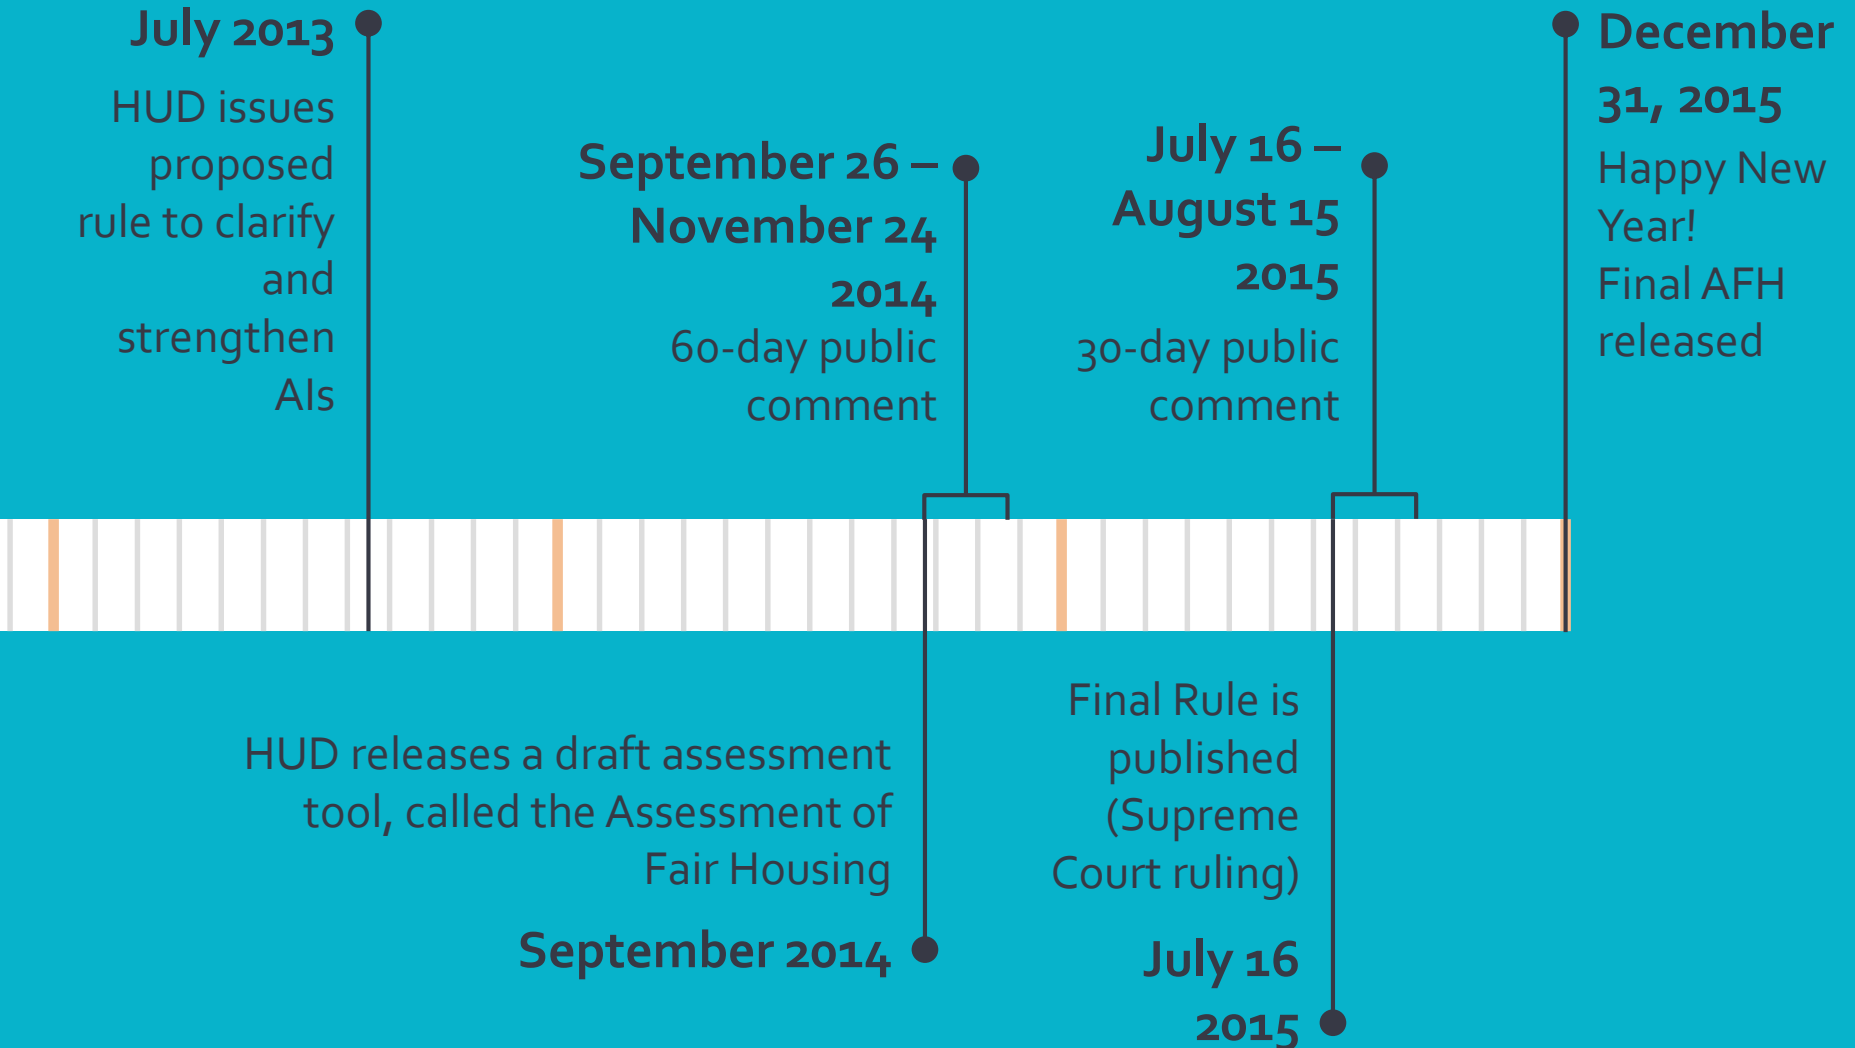 July 2013
HUD issues
proposed
rule to clarify
and
strengthen
AIs
September 26 –
November 24
2014
60-day public
comment
July 16 –
August 15
2015
30-day public
comment
December
31, 2015
Happy New
Year!
Final AFH
released
HUD releases a draft assessment
tool, called the Assessment of
Fair Housing
September 2014
Final Rule is
published
(Supreme
Court ruling)
July 16
2015